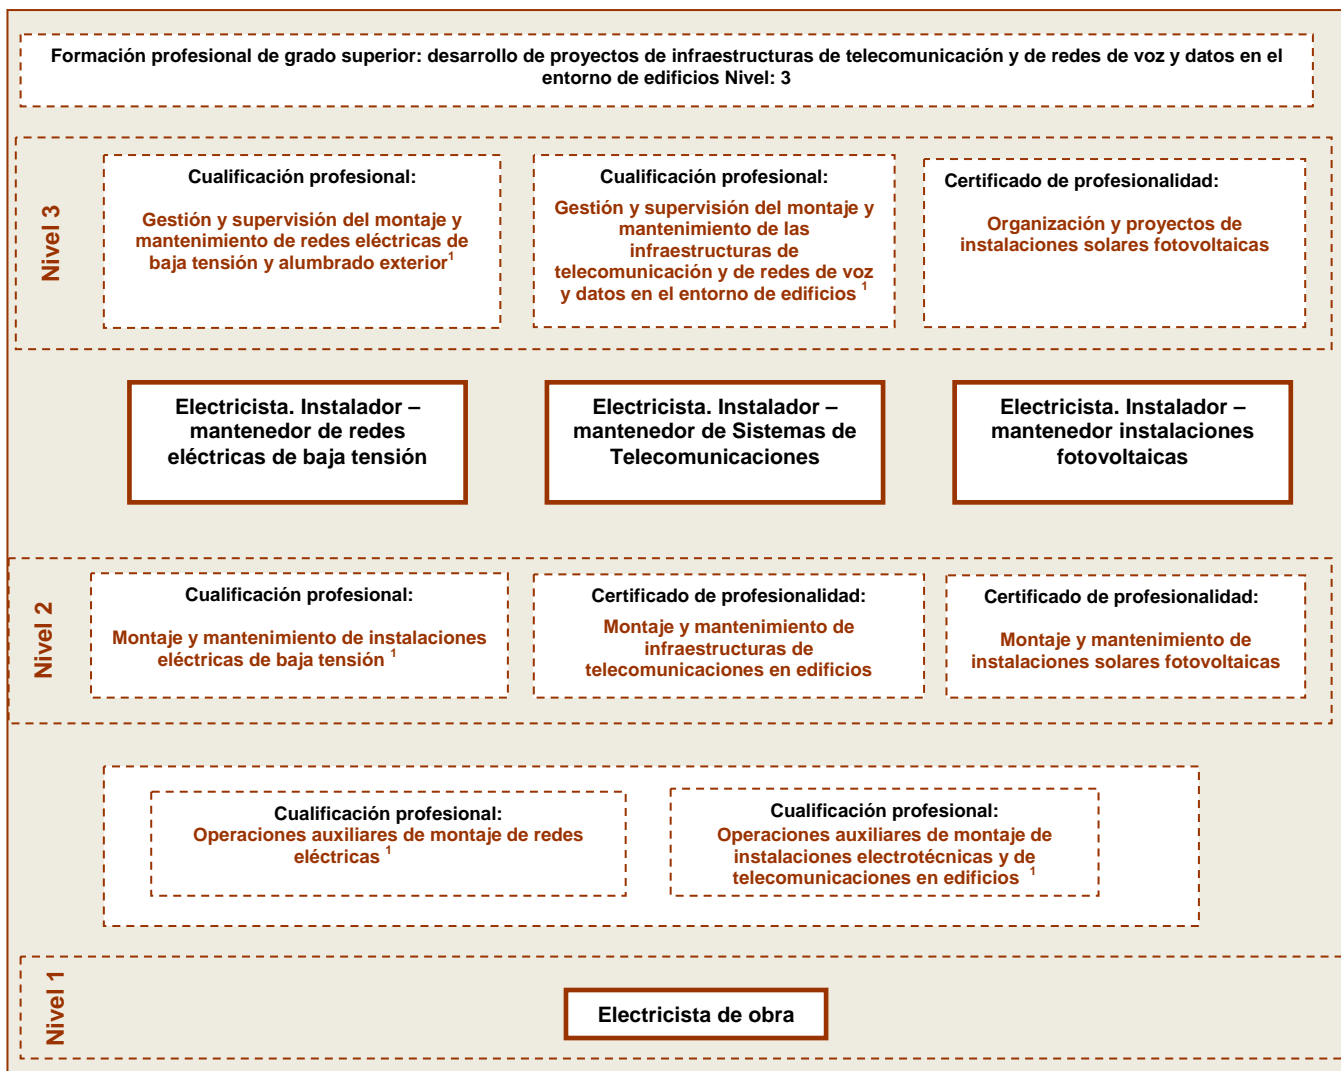 Formación profesional de grado superior: desarrollo de proyectos de infraestructuras de telecomunicación y de redes de voz y datos en el
entorno de edificios Nivel: 3
Nivel 3
Cualificación profesional:
Gestión y supervisión del montaje y
mantenimiento de redes eléctricas de
baja tensión y alumbrado exterior1
Cualificación profesional:
Gestión y supervisión del montaje y
mantenimiento de las
infraestructuras de
telecomunicación y de redes de voz
y datos en el entorno de edificios 1
Certificado de profesionalidad:
Organización y proyectos de
instalaciones solares fotovoltaicas
Electricista. Instalador –
mantenedor de redes
eléctricas de baja tensión
Electricista. Instalador –
mantenedor de Sistemas de
Telecomunicaciones
Electricista. Instalador –
mantenedor instalaciones
fotovoltaicas
Nivel 2
Cualificación profesional:
Montaje y mantenimiento de instalaciones
eléctricas de baja tensión 1
Certificado de profesionalidad:
Montaje y mantenimiento de
infraestructuras de
telecomunicaciones en edificios
Certificado de profesionalidad:
Montaje y mantenimiento de
instalaciones solares fotovoltaicas
Cualificación profesional:
Operaciones auxiliares de montaje de redes
eléctricas 1
Cualificación profesional:
Operaciones auxiliares de montaje de
instalaciones electrotécnicas y de
telecomunicaciones en edificios 1
Nivel 1
Electricista de obra